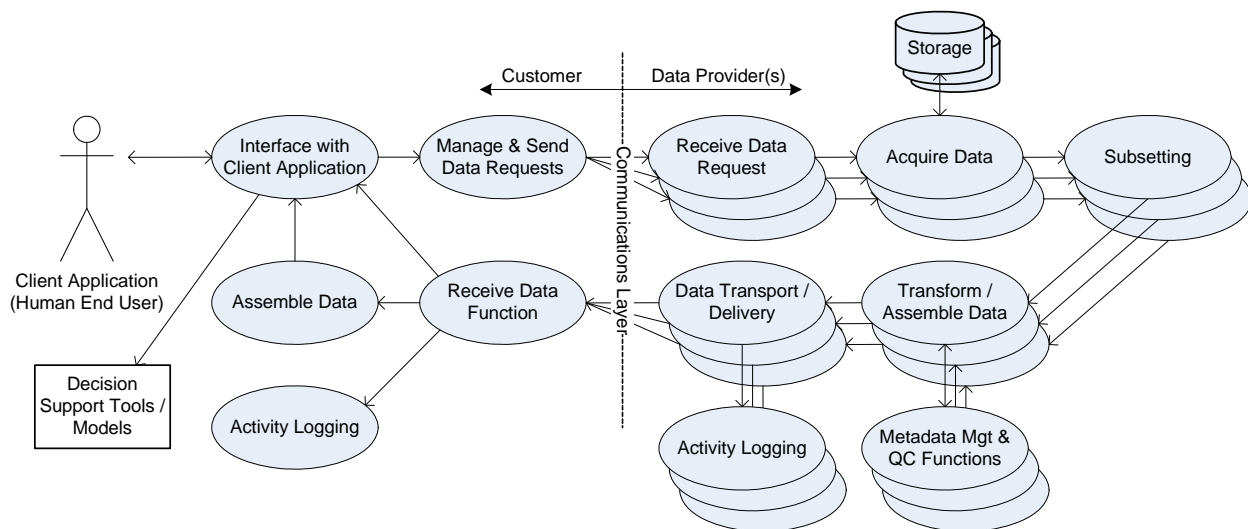 Storage
Customer
Data Provider(s)
Interface with
Client Application
Manage & Send
Data Requests
Communications Layer
Receive Data
Request
Acquire Data
Subsetting
Client Application
(Human End User)
Assemble Data
Receive Data
Function
Data Transport /
Delivery
Transform /
Assemble Data
Decision
Support Tools /
Models
Activity Logging
Activity Logging
Metadata Mgt &
QC Functions